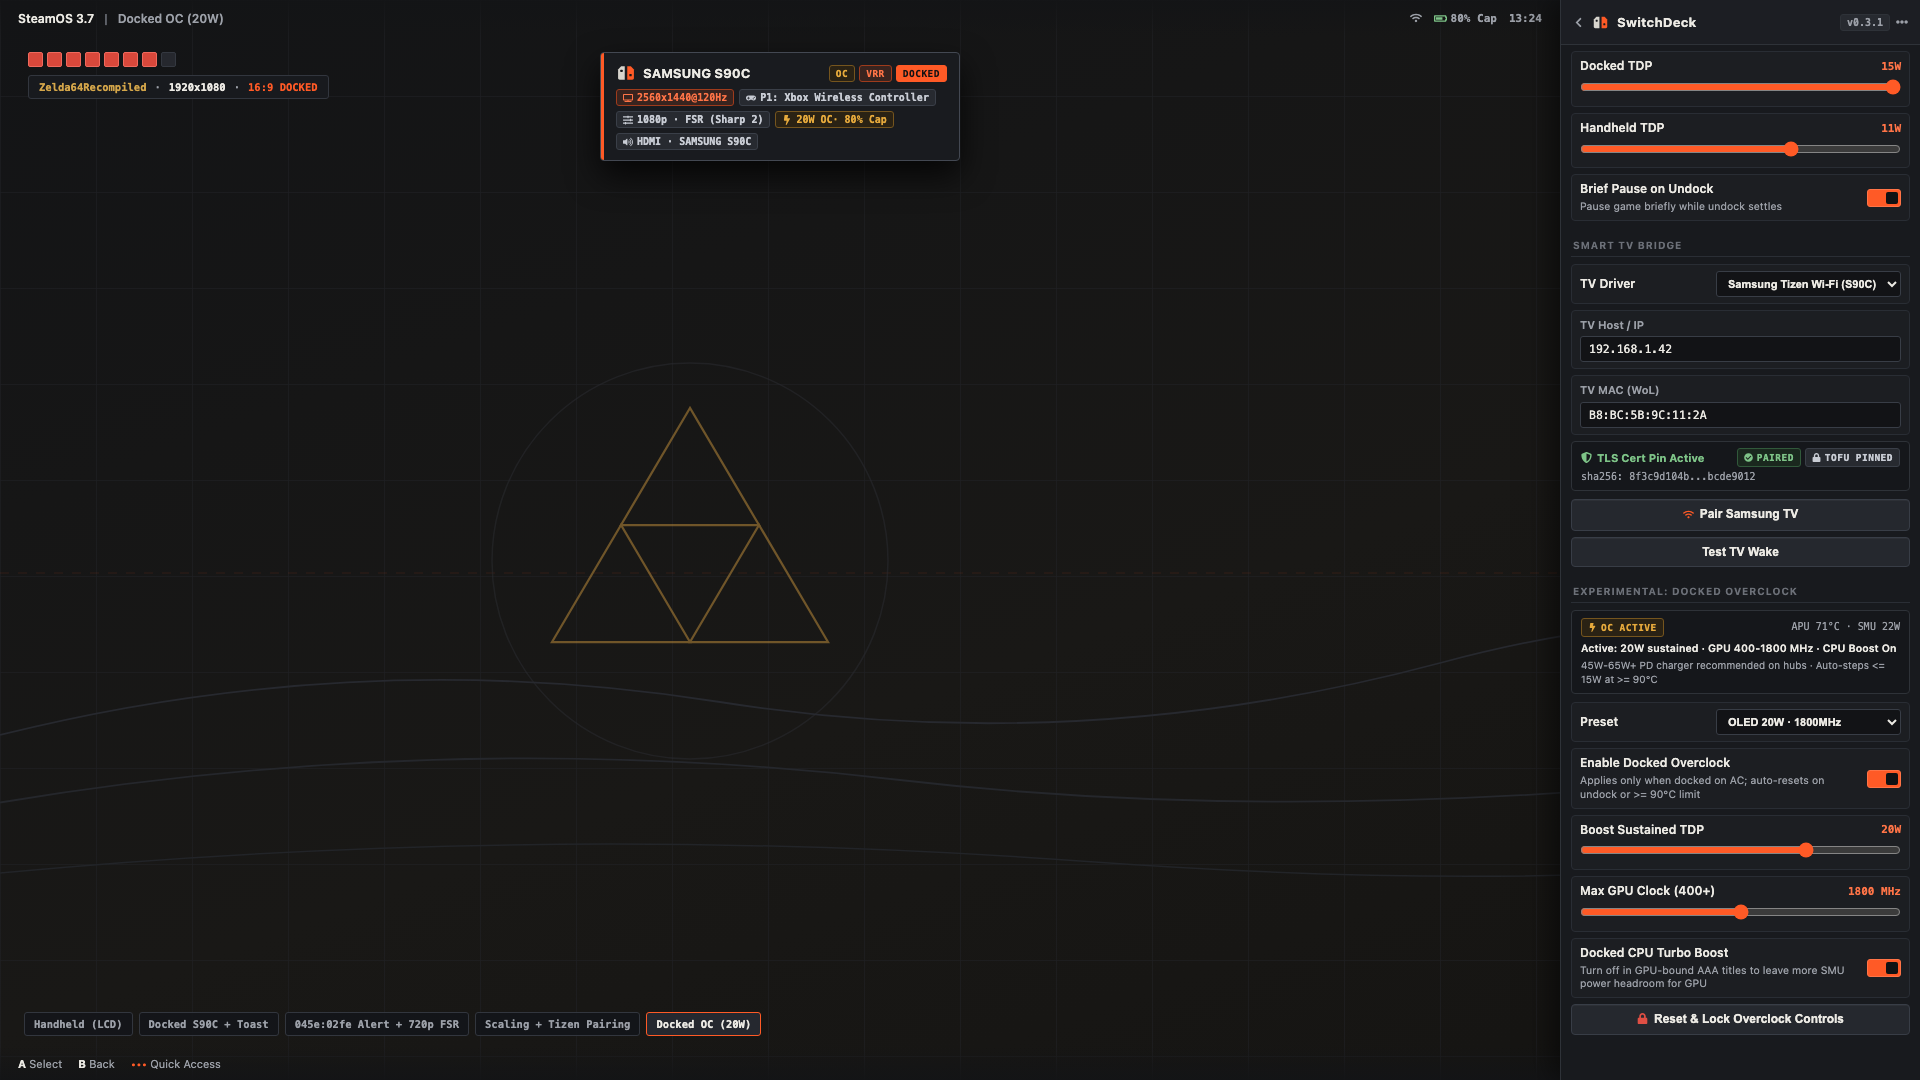 SteamOS 3.7 | Docked OC (20W)
80% Cap 13:24
Zelda64Recompiled · 1920x1080 · 16:9 DOCKED
SAMSUNG S90C OC VRR DOCKED
2560x1440@120Hz P1: Xbox Wireless Controller
1080p · FSR (Sharp 2) 20W OC· 80% Cap
HDMI · SAMSUNG S90C
Handheld (LCD) Docked S90C + Toast 045e:02fe Alert + 720p FSR Scaling + Tizen Pairing Docked OC (20W)
A Select B Back ••• Quick Access
SwitchDeck v0.3.1 •••
Docked TDP 15W
Handheld TDP 11W
Brief Pause on Undock
Pause game briefly while undock settles
SMART TV BRIDGE
TV Driver Samsung Tizen Wi-Fi (S90C)
TV Host / IP
192.168.1.42
TV MAC (WoL)
B8:BC:5B:9C:11:2A
TLS Cert Pin Active PAIRED TOFU PINNED
sha256: 8f3c9d104b...bcde9012
Pair Samsung TV
Test TV Wake
EXPERIMENTAL: DOCKED OVERCLOCK
OC ACTIVE APU 71°C · SMU 22W
Active: 20W sustained · GPU 400-1800 MHz · CPU Boost On
45W-65W+ PD charger recommended on hubs · Auto-steps <=
15W at >= 90°C
Preset OLED 20W · 1800MHz
Enable Docked Overclock
Applies only when docked on AC; auto-resets on
undock or >= 90°C limit
Boost Sustained TDP 20W
Max GPU Clock (400+) 1800 MHz
Docked CPU Turbo Boost
Turn off in GPU-bound AAA titles to leave more SMU
power headroom for GPU
Reset & Lock Overclock Controls